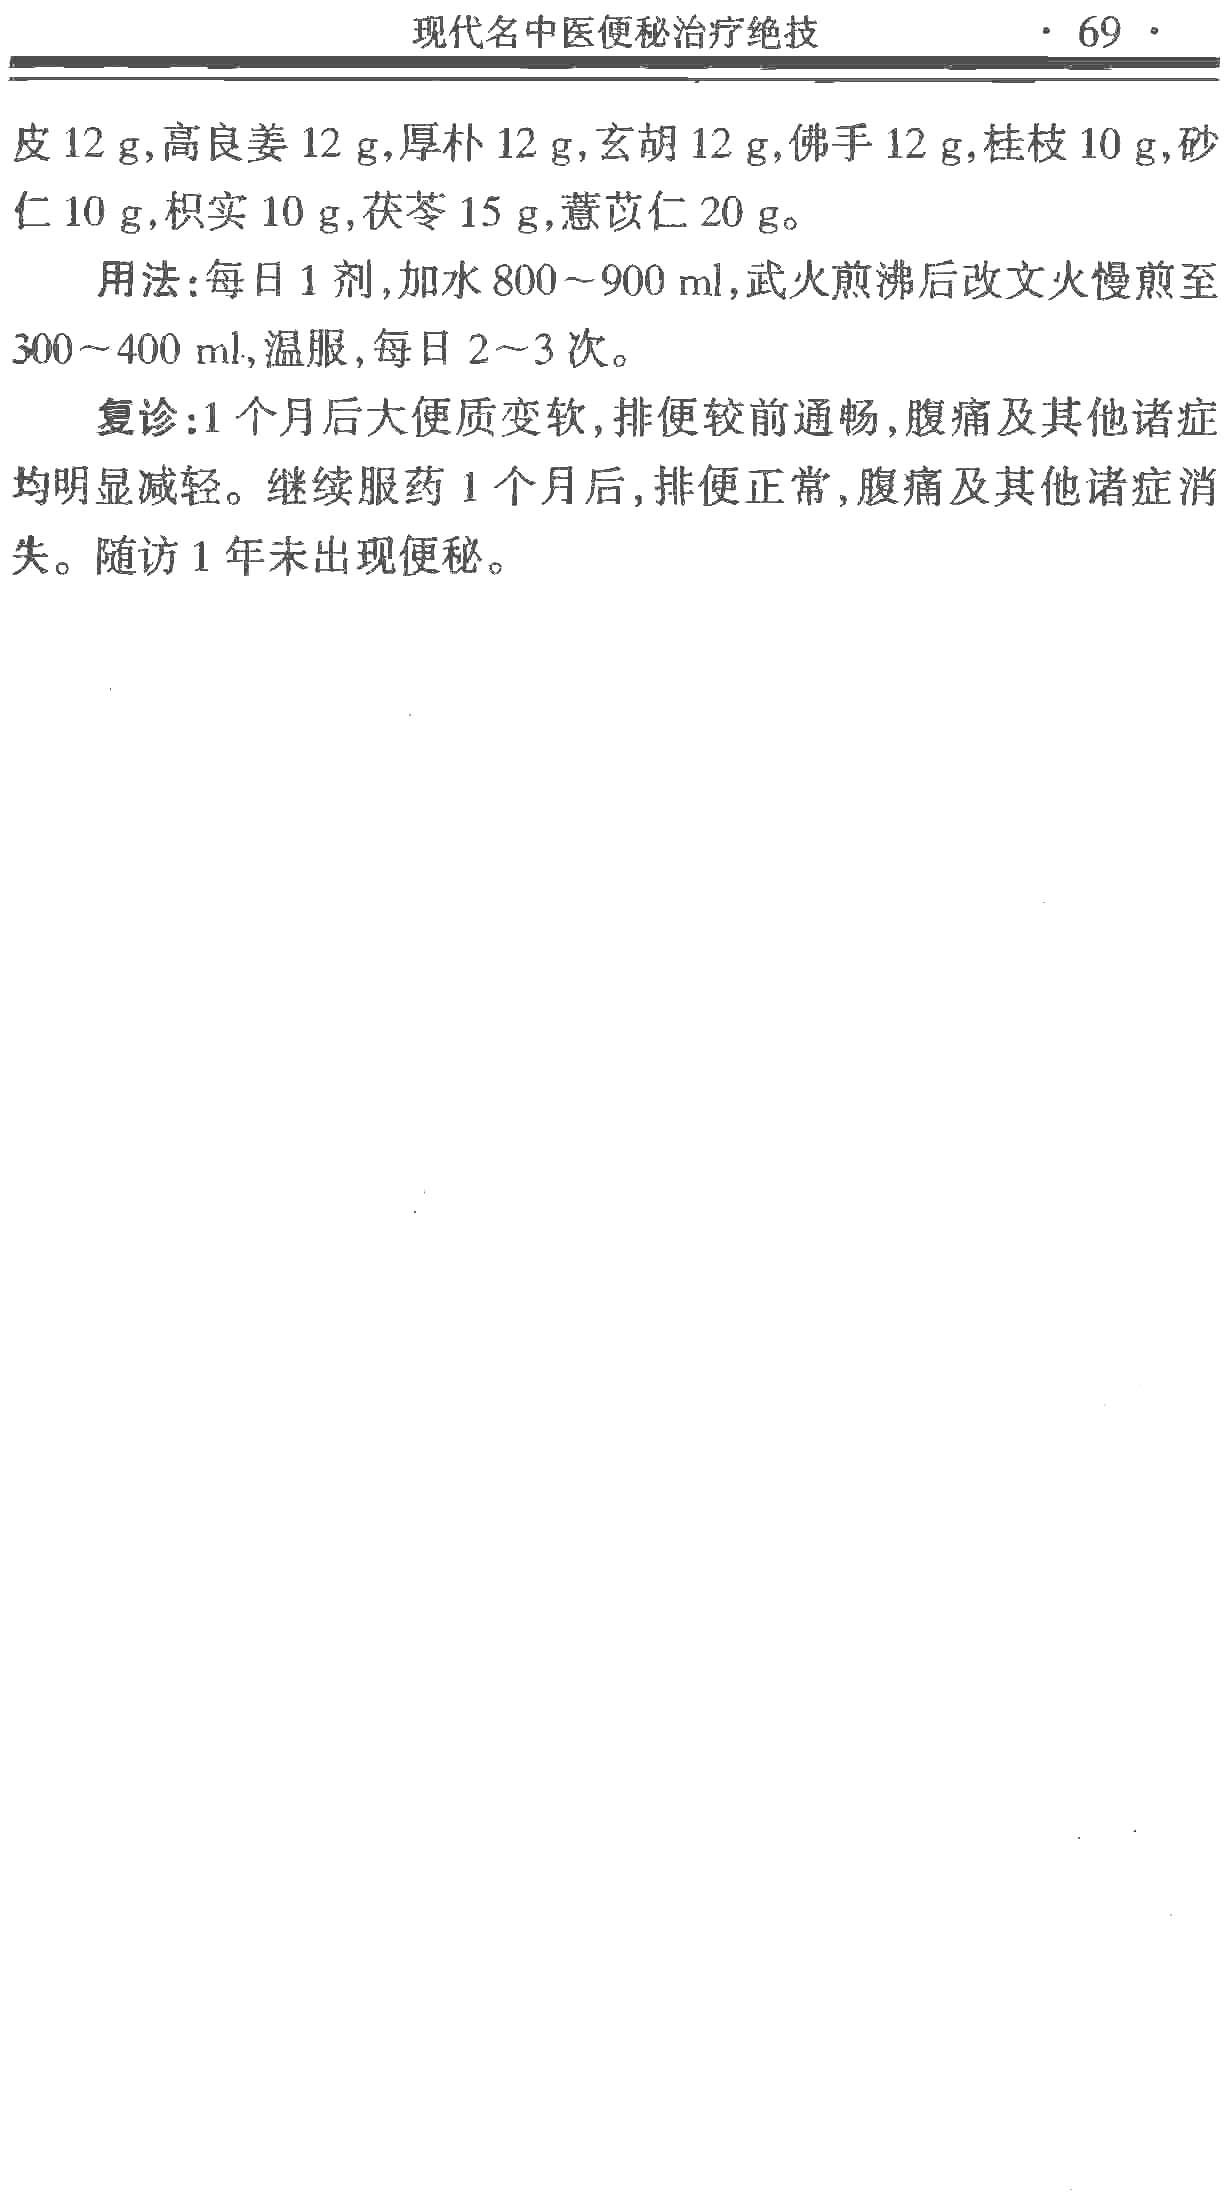 现代名中医便秘治疗绝技 · 69 ·
皮 12 g,高良姜 12 g,厚朴 12 g,玄胡 12 g,佛手 12 g,桂枝 10 g,砂
仁 10 g,枳实 10 g,茯苓 15 g,薏苡仁 20 g。
用法:每日 1 剂,加水 800～900 ml,武火煎沸后改文火慢煎至
300～400 ml,温服,每日 2～3 次。
复诊:1 个月后大便质变软,排便较前通畅,腹痛及其他诸症
均明显减轻。继续服药 1 个月后,排便正常,腹痛及其他诸症消
失。随访 1 年未出现便秘。